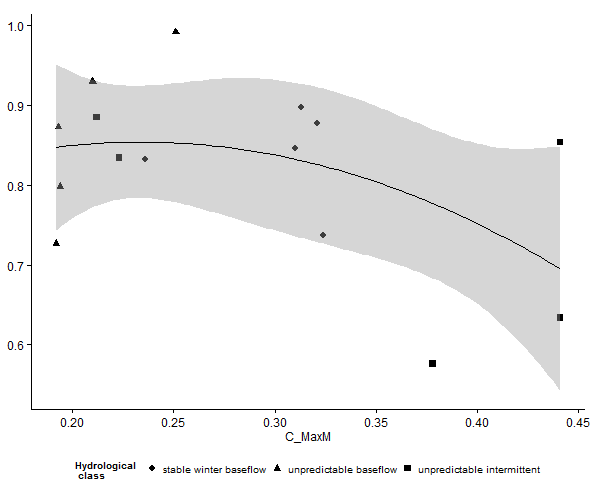 1.0
0.9
0.8
0.7
0.6
0.20 0.25 0.30 0.35 0.40 0.45
C_MaxM
Hydrological
class
stable winter baseflow unpredictable baseflow unpredictable intermittent